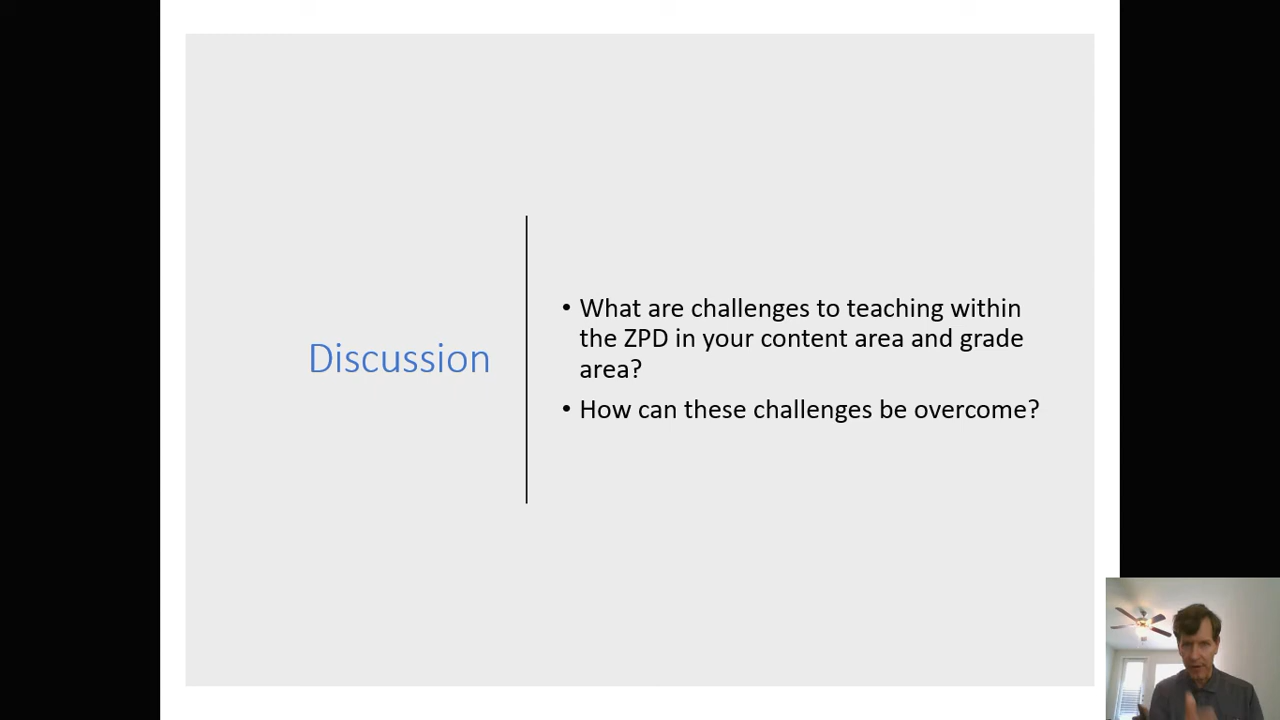 Discussion
• What are challenges to teaching within
the ZPD in your content area and grade
area?
• How can these challenges be overcome?